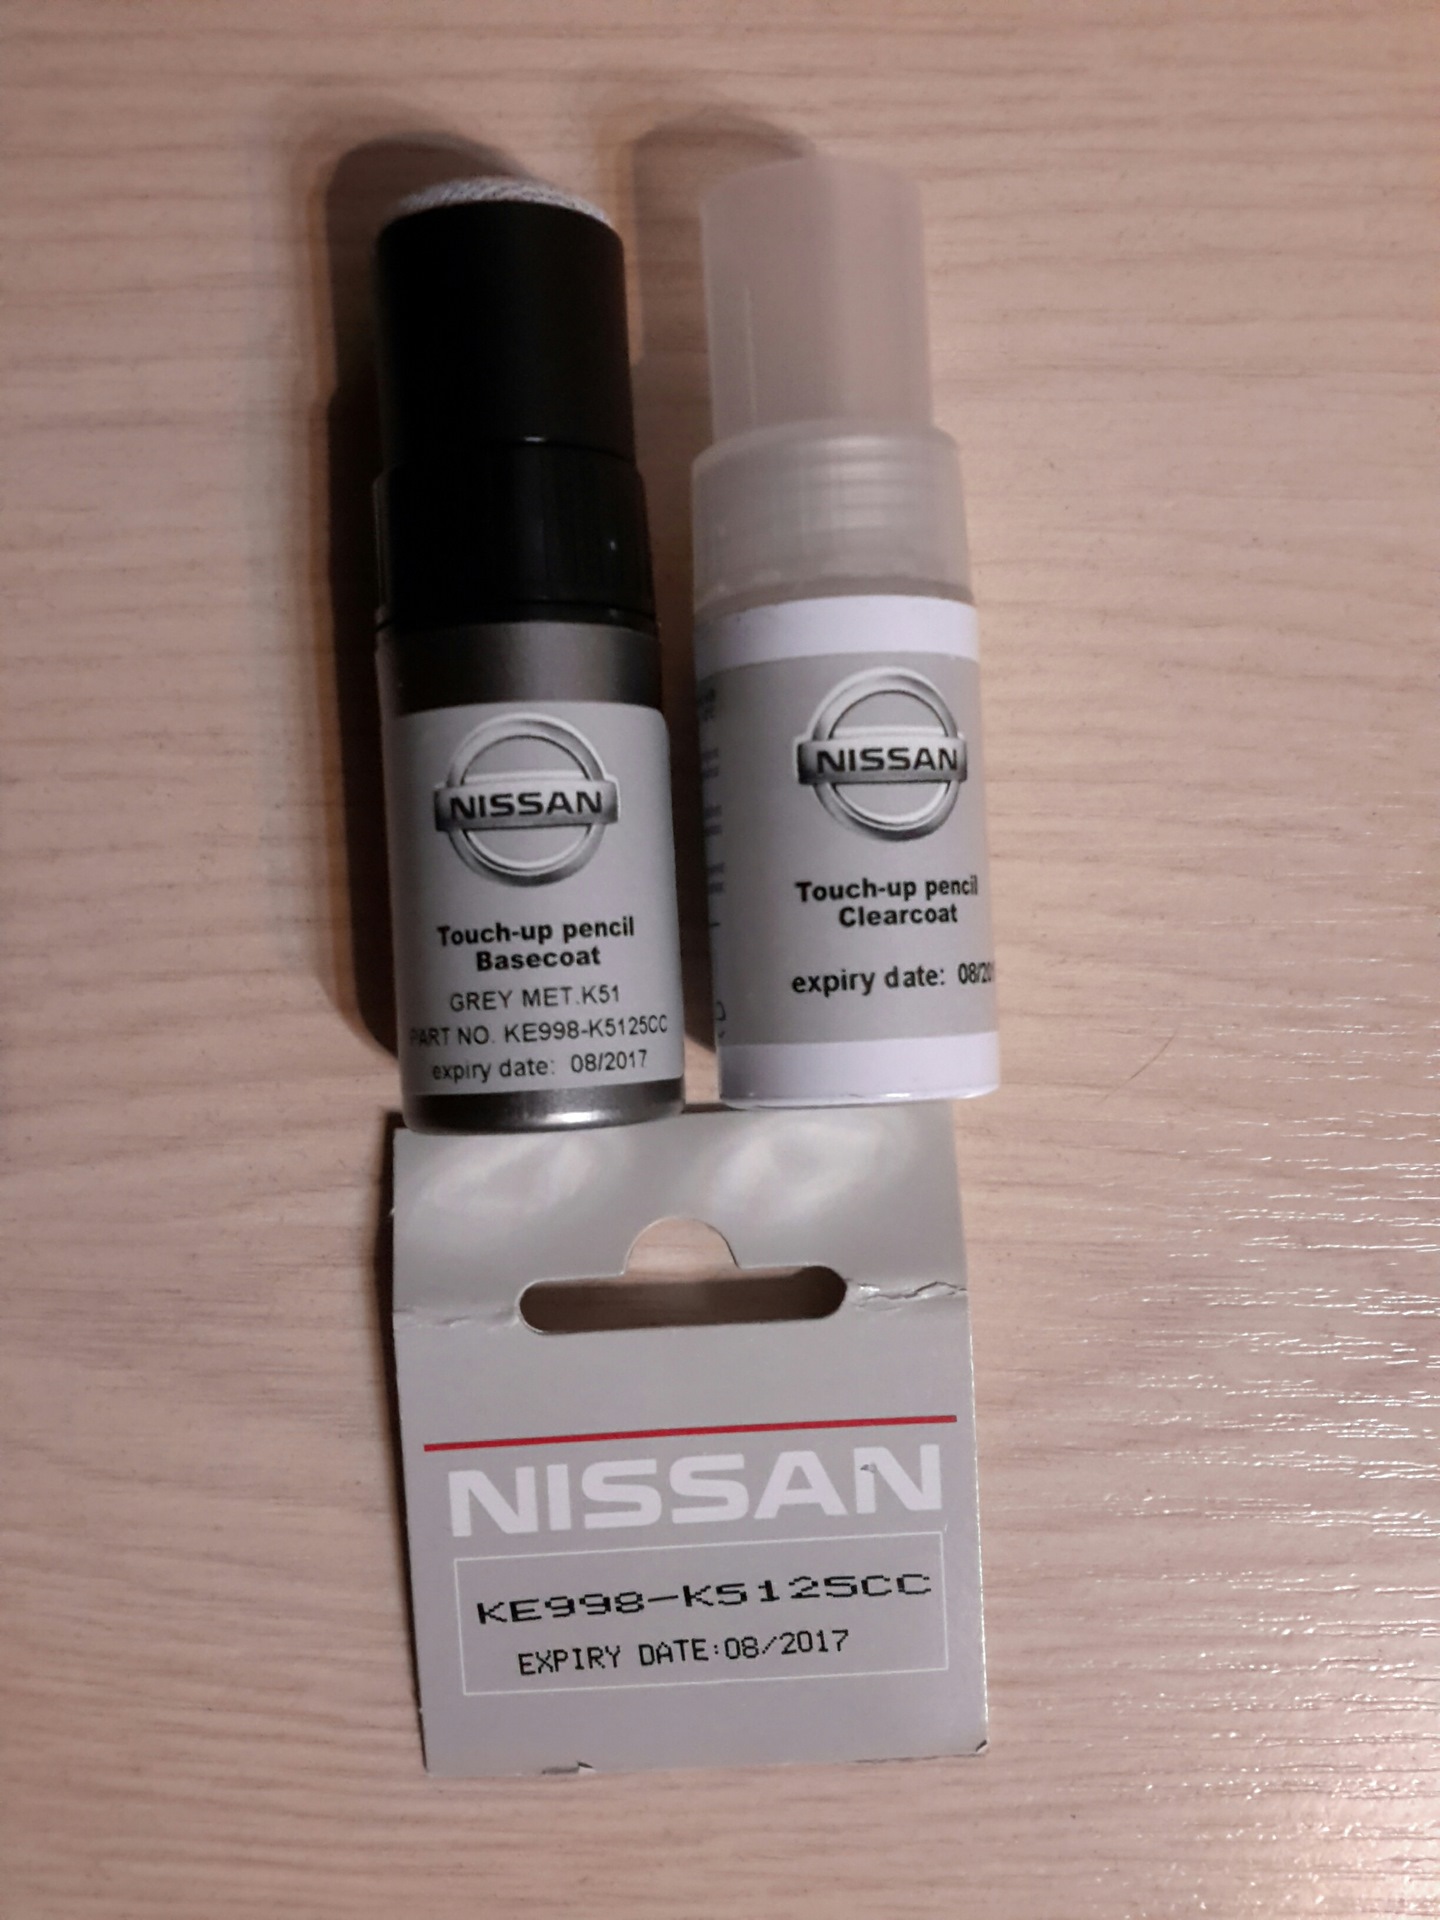 NISSAN
Touch-up pencil
Basecoat
GREY MET.K51
PART NO. KE998-K5125CC
expiry date: 08/2017
NISSAN
Touch-up pencil
Clearcoat
expiry date:
NISSAN
KE998-K5125CC
EXPIRY DATE:08/2017